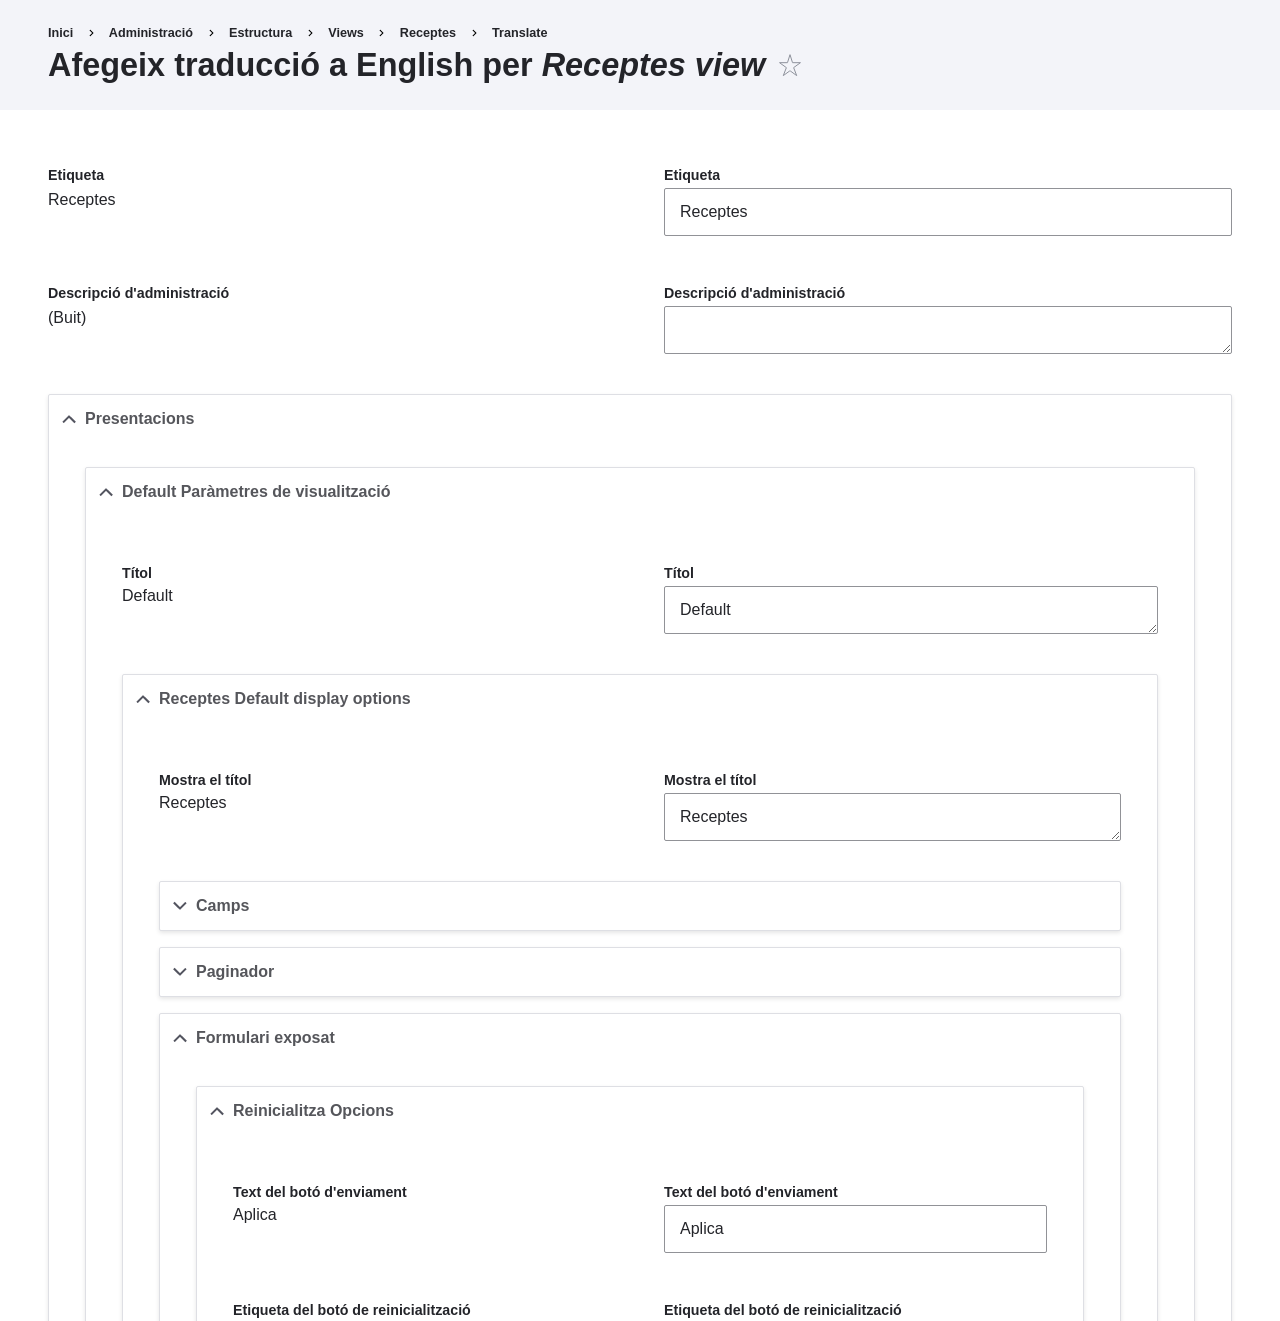 Inici > Administració > Estructura > Views > Receptes > Translate
Afegeix traducció a English per Receptes view ☆
Etiqueta
Receptes
Etiqueta
Receptes
Descripció d'administració
(Buit)
Descripció d'administració
Presentacions
Default Paràmetres de visualització
Títol
Default
Títol
Default
Receptes Default display options
Mostra el títol
Receptes
Mostra el títol
Receptes
Camps
Paginador
Formulari exposat
Reinicialitza Opcions
Text del botó d'enviament
Aplica
Text del botó d'enviament
Aplica
Etiqueta del botó de reinicialització
Etiqueta del botó de reinicialització